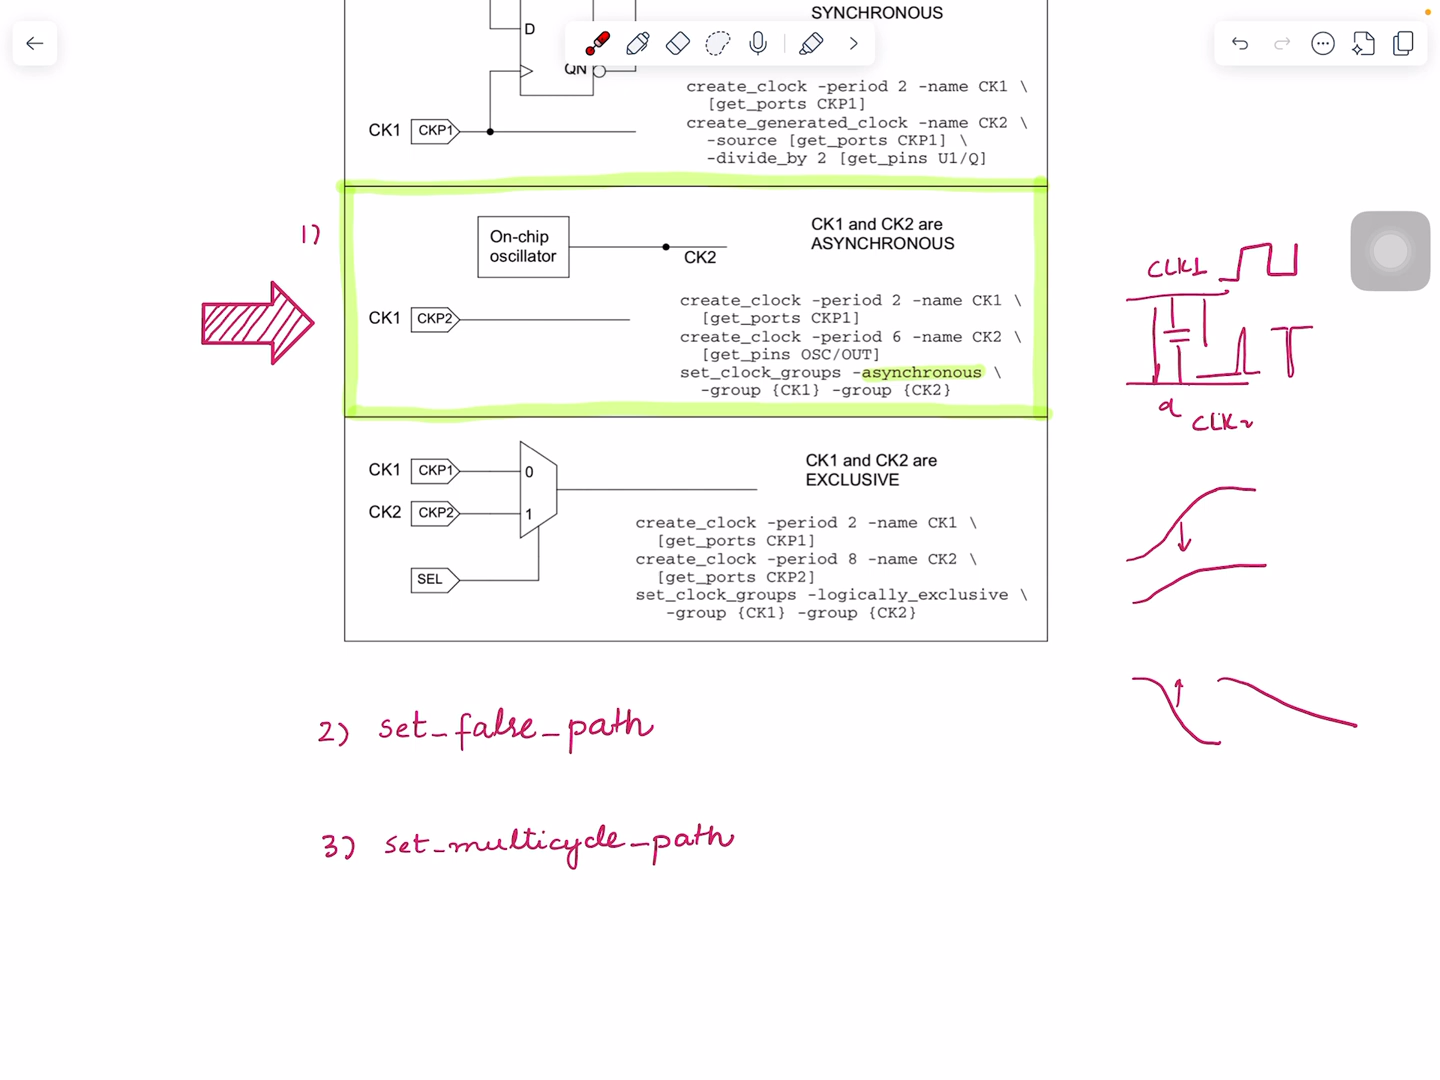 SYNCHRONOUS
D
QN
create_clock -period 2 -name CK1 \
[get_ports CKP1]
create_generated_clock -name CK2 \
-source [get_ports CKP1] \
-divide_by 2 [get_pins U1/Q]
CK1 CKP1
1)
On-chip
oscillator
CK2
CK1 and CK2 are
ASYNCHRONOUS
CK1 CKP2
create_clock -period 2 -name CK1 \
[get_ports CKP1]
create_clock -period 6 -name CK2 \
[get_pins OSC/OUT]
set_clock_groups -asynchronous \
-group {CK1} -group {CK2}
CLK1
CLK2
CK1 CKP1 0
CK2 CKP2 1
SEL
CK1 and CK2 are
EXCLUSIVE
create_clock -period 2 -name CK1 \
[get_ports CKP1]
create_clock -period 8 -name CK2 \
[get_ports CKP2]
set_clock_groups -logically_exclusive \
-group {CK1} -group {CK2}
2) set_false_path
3) set_multicycle_path